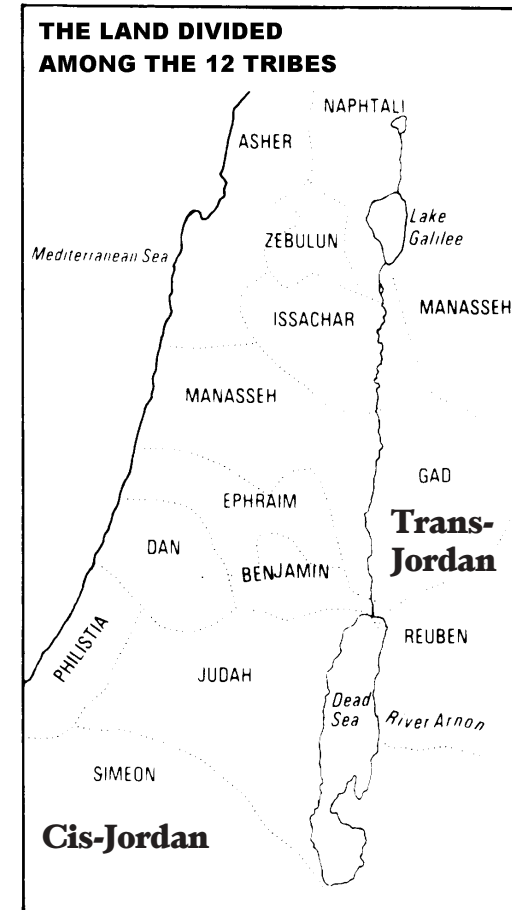 THE LAND DIVIDED
AMONG THE 12 TRIBES
NAPHTALI
ASHER
Lake
Galilee
ZEBULUN
Mediterranean Sea
MANASSEH
ISSACHAR
MANASSEH
GAD
EPHRAIM
Trans-
Jordan
DAN
BENJAMIN
PHILISTIA
REUBEN
JUDAH
Dead
Sea
River Arnon
SIMEON
Cis-Jordan